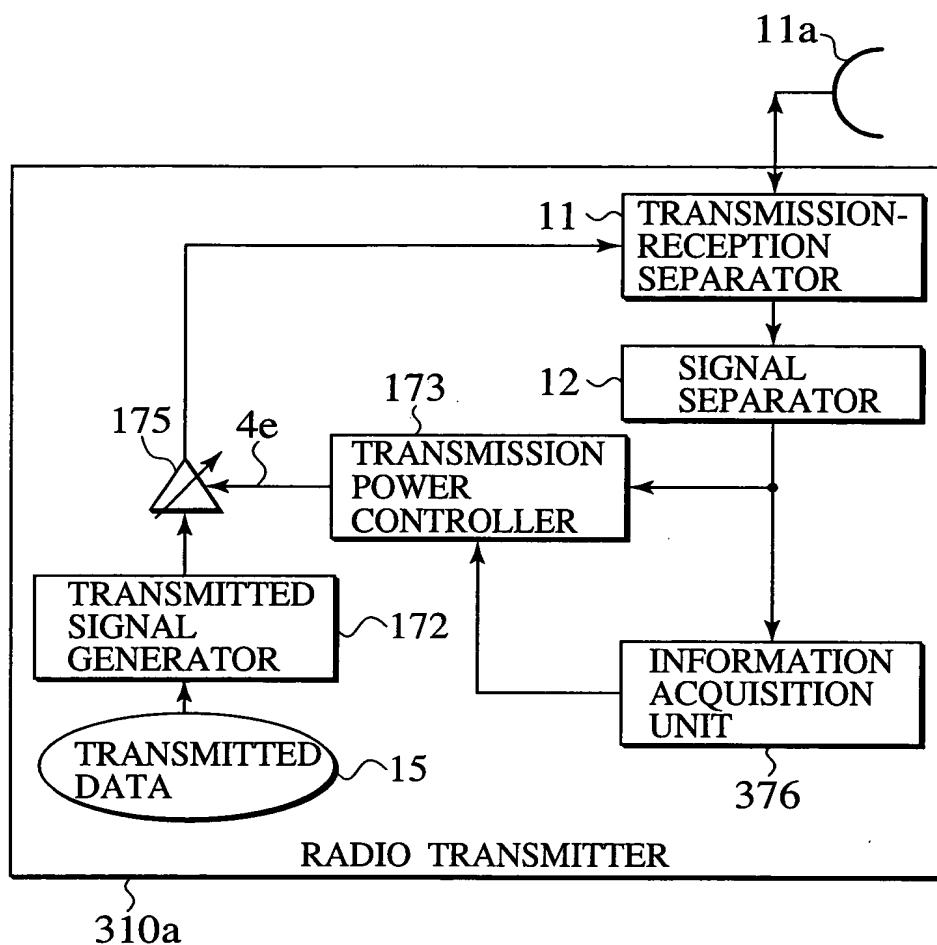 11a
11
TRANSMISSION-
RECEPTION
SEPARATOR
12
SIGNAL
SEPARATOR
173
175
4e
TRANSMISSION
POWER
CONTROLLER
TRANSMITTED
SIGNAL
GENERATOR
172
INFORMATION
ACQUISITION
UNIT
376
TRANSMITTED
DATA
15
RADIO TRANSMITTER
310a